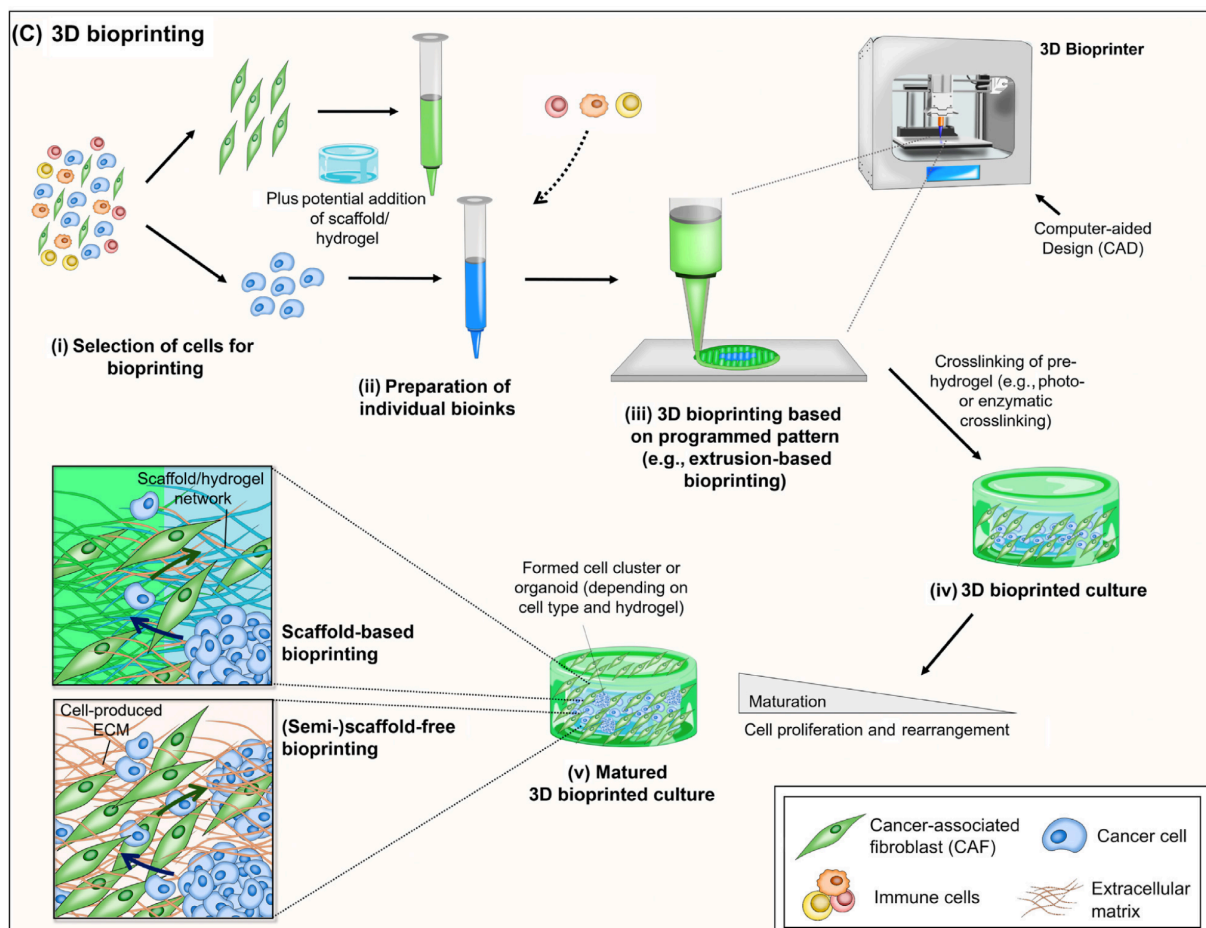 (C) 3D bioprinting
3D Bioprinter
Plus potential addition
of scaffold/
hydrogel
Computer-aided
Design (CAD)
(i) Selection of cells for
bioprinting
(ii) Preparation of
individual bioinks
(iii) 3D bioprinting based
on programmed pattern
(e.g., extrusion-based
bioprinting)
Crosslinking of pre-
hydrogel (e.g., photo-
or enzymatic
crosslinking)
(iv) 3D bioprinted culture
Maturation
Cell proliferation and rearrangement
Formed cell cluster or
organoid (depending on
cell type and hydrogel)
(v) Matured
3D bioprinted culture
Scaffold/hydrogel
network
Scaffold-based
bioprinting
Cell-produced
ECM
(Semi-)scaffold-free
bioprinting
Cancer-associated
fibroblast (CAF)
Cancer cell
Immune cells
Extracellular
matrix